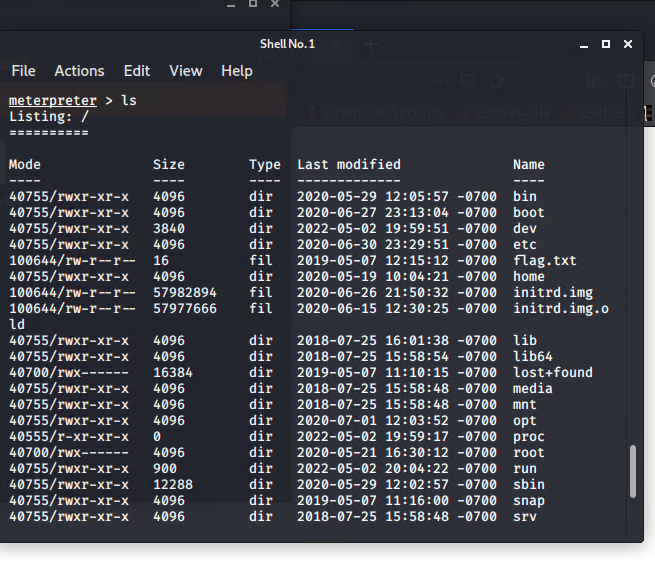 Shell No. 1
File Actions Edit View Help
meterpreter > ls
Listing: /
==========
Mode Size Type Last modified Name
---- ---- ---- ------------- ----
40755/rwxr-xr-x 4096 dir 2020-05-29 12:05:57 -0700 bin
40755/rwxr-xr-x 4096 dir 2020-06-27 23:13:04 -0700 boot
40755/rwxr-xr-x 3840 dir 2022-05-02 19:59:51 -0700 dev
40755/rwxr-xr-x 4096 dir 2020-06-30 23:29:51 -0700 etc
100644/rw-r--r-- 16 fil 2019-05-07 12:15:12 -0700 flag.txt
40755/rwxr-xr-x 4096 dir 2020-05-19 10:04:21 -0700 home
100644/rw-r--r-- 57982894 fil 2020-06-26 21:50:32 -0700 initrd.img
100644/rw-r--r-- 57977666 fil 2020-06-15 12:30:25 -0700 initrd.img.o
ld
40755/rwxr-xr-x 4096 dir 2018-07-25 16:01:38 -0700 lib
40755/rwxr-xr-x 4096 dir 2018-07-25 15:58:54 -0700 lib64
40700/rwx------ 16384 dir 2019-05-07 11:10:15 -0700 lost+found
40755/rwxr-xr-x 4096 dir 2018-07-25 15:58:48 -0700 media
40755/rwxr-xr-x 4096 dir 2018-07-25 15:58:48 -0700 mnt
40755/rwxr-xr-x 4096 dir 2020-07-01 12:03:52 -0700 opt
40555/r-xr-xr-x 0 dir 2022-05-02 19:59:17 -0700 proc
40700/rwx------ 4096 dir 2020-05-21 16:30:12 -0700 root
40755/rwxr-xr-x 900 dir 2022-05-02 20:04:22 -0700 run
40755/rwxr-xr-x 12288 dir 2020-05-29 12:02:57 -0700 sbin
40755/rwxr-xr-x 4096 dir 2019-05-07 11:16:00 -0700 snap
40755/rwxr-xr-x 4096 dir 2018-07-25 15:58:48 -0700 srv
Offensive Security Exploit-DB GHDB